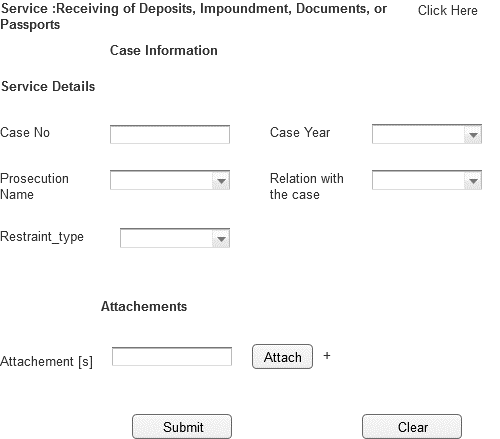 Service :Receiving of Deposits, Impoundment, Documents, or
Passports
Click Here
Case Information
Service Details
Case No
Case Year
Prosecution
Name
Relation with
the case
Restraint_type
Attachements
Attachement [s]
Attach
+
Submit
Clear